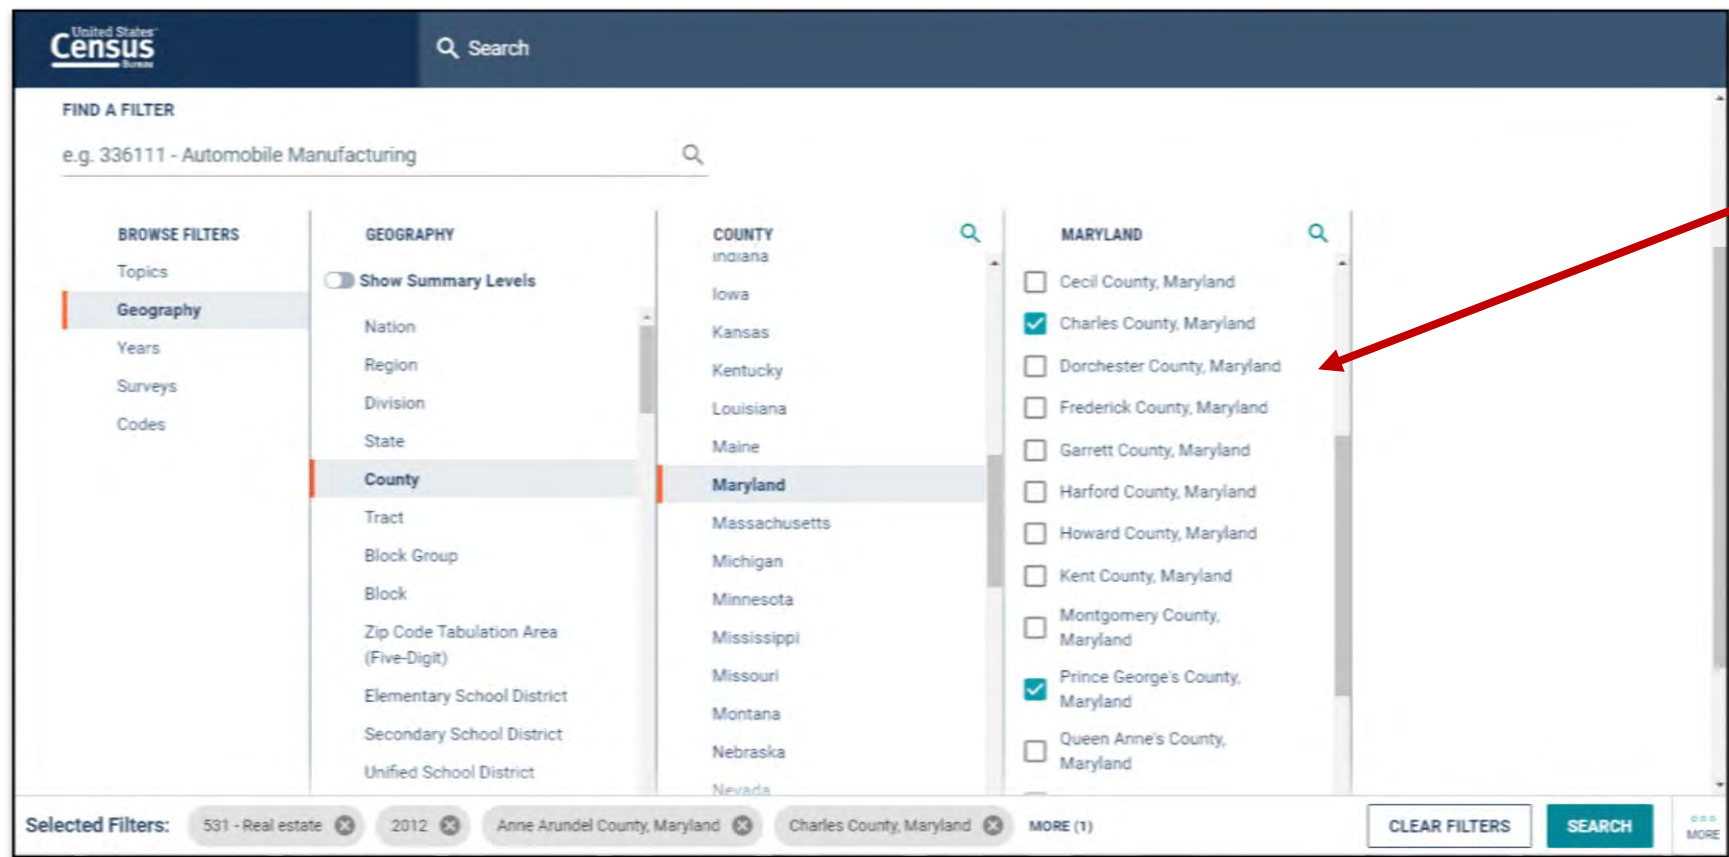 United States
Census
Bureau
Search
FIND A FILTER
e.g. 336111 - Automobile Manufacturing
BROWSE FILTERS
Topics
Geography
Years
Surveys
Codes
GEOGRAPHY
Show Summary Levels
Nation
Region
Division
State
County
Tract
Block Group
Block
Zip Code Tabulation Area
(Five-Digit)
Elementary School District
Secondary School District
Unified School District
COUNTY
Indiana
Iowa
Kansas
Kentucky
Louisiana
Maine
Maryland
Massachusetts
Michigan
Minnesota
Mississippi
Missouri
Montana
Nebraska
Nevada
MARYLAND
Cecil County, Maryland
Charles County, Maryland
Dorchester County, Maryland
Frederick County, Maryland
Garrett County, Maryland
Harford County, Maryland
Howard County, Maryland
Kent County, Maryland
Montgomery County,
Maryland
Prince George's County,
Maryland
Queen Anne's County,
Maryland
Selected Filters: 531 - Real estate 2012 Anne Arundel County, Maryland Charles County, Maryland MORE (1) CLEAR FILTERS SEARCH MORE